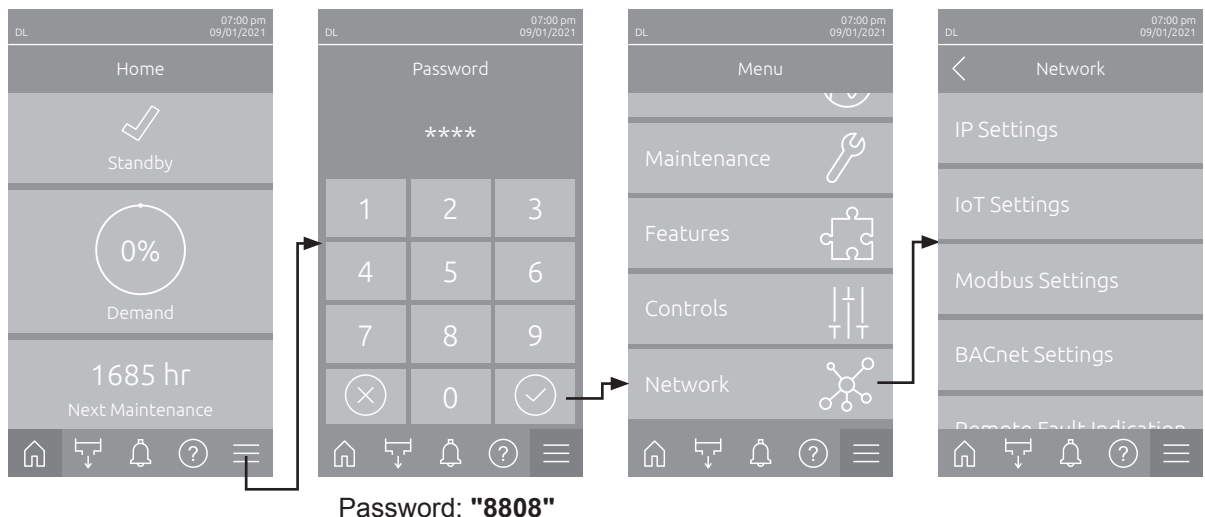 07:00 pm
DL 09/01/2021
Home
Standby
0%
Demand
1685 hr
Next Maintenance
?
07:00 pm
DL 09/01/2021
Password
****
1 2 3
4 5 6
7 8 9
0
?
Password: "8808"
07:00 pm
DL 09/01/2021
Menu
Maintenance
Features
Controls
Network
?
07:00 pm
DL 09/01/2021
Network
IP Settings
IoT Settings
Modbus Settings
BACnet Settings
Remote Fault Indication
?